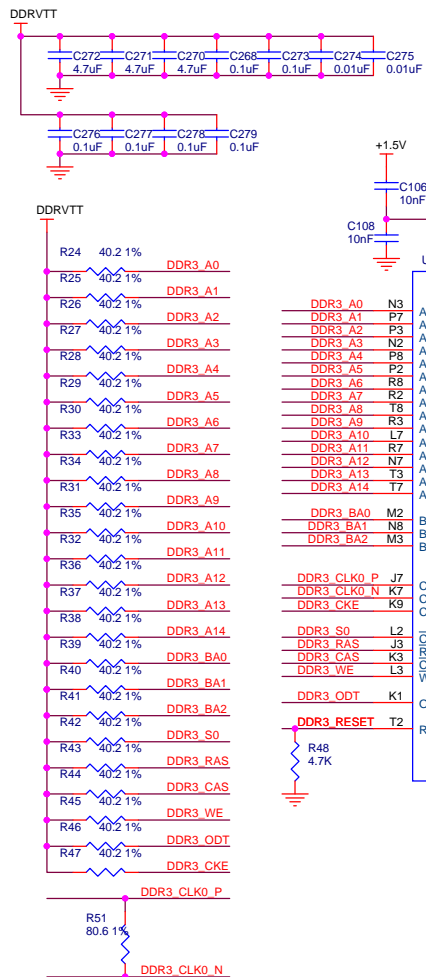 DDRVTT
C272 C271 C270 C268 C273 C274 C275
4.7uF 4.7uF 4.7uF 0.1uF 0.1uF 0.01uF 0.01uF
C276 C277 C278 C279
0.1uF 0.1uF 0.1uF 0.1uF
+1.5V
C106
10nF
C108
10nF
DDRVTT
R24 40.2 1%
DDR3_A0
R25 40.2 1%
DDR3_A1
R26 40.2 1%
DDR3_A2
R27 40.2 1%
DDR3_A3
R28 40.2 1%
DDR3_A4
R29 40.2 1%
DDR3_A5
R30 40.2 1%
DDR3_A6
R33 40.2 1%
DDR3_A7
R34 40.2 1%
DDR3_A8
R31 40.2 1%
DDR3_A9
R35 40.2 1%
DDR3_A10
R32 40.2 1%
DDR3_A11
R36 40.2 1%
DDR3_A12
R37 40.2 1%
DDR3_A13
R38 40.2 1%
DDR3_A14
R39 40.2 1%
DDR3_BA0
R40 40.2 1%
DDR3_BA1
R41 40.2 1%
DDR3_BA2
R42 40.2 1%
DDR3_S0
R43 40.2 1%
DDR3_RAS
R44 40.2 1%
DDR3_CAS
R45 40.2 1%
DDR3_WE
R46 40.2 1%
DDR3_ODT
R47 40.2 1%
DDR3_CKE
DDR3_CLK0_P
R51
80.6 1%
DDR3_CLK0_N
U
DDR3_A0 N3 A
DDR3_A1 P7 A
DDR3_A2 P3 A
DDR3_A3 N2 A
DDR3_A4 P8 A
DDR3_A5 P2 A
DDR3_A6 R8 A
DDR3_A7 R2 A
DDR3_A8 T8 A
DDR3_A9 R3 A
DDR3_A10 L7 A
DDR3_A11 R7 A
DDR3_A12 N7 A
DDR3_A13 T3 A
DDR3_A14 T7 A
DDR3_BA0 M2 B
DDR3_BA1 N8 B
DDR3_BA2 M3 B
DDR3_CLK0_P J7 C
DDR3_CLK0_N K7 C
DDR3_CKE K9 C
DDR3_S0 L2 C
DDR3_RAS J3 R
DDR3_CAS K3 C
DDR3_WE L3 W
DDR3_ODT K1 O
DDR3_RESET T2 R
R48
4.7K